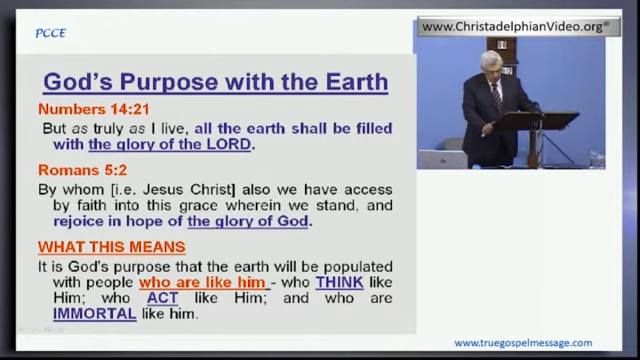 PCCE
www.ChristadelphianVideo.org®
God's Purpose with the Earth
Numbers 14:21
But as truly as I live, all the earth shall be filled
with the glory of the LORD.
Romans 5:2
By whom [i.e. Jesus Christ] also we have access
by faith into this grace wherein we stand, and
rejoice in hope of the glory of God.
WHAT THIS MEANS
It is God's purpose that the earth will be populated
with people who are like him - who THINK like
Him; who ACT like Him; and who are
IMMORTAL like him.
www.truegospelmessage.com